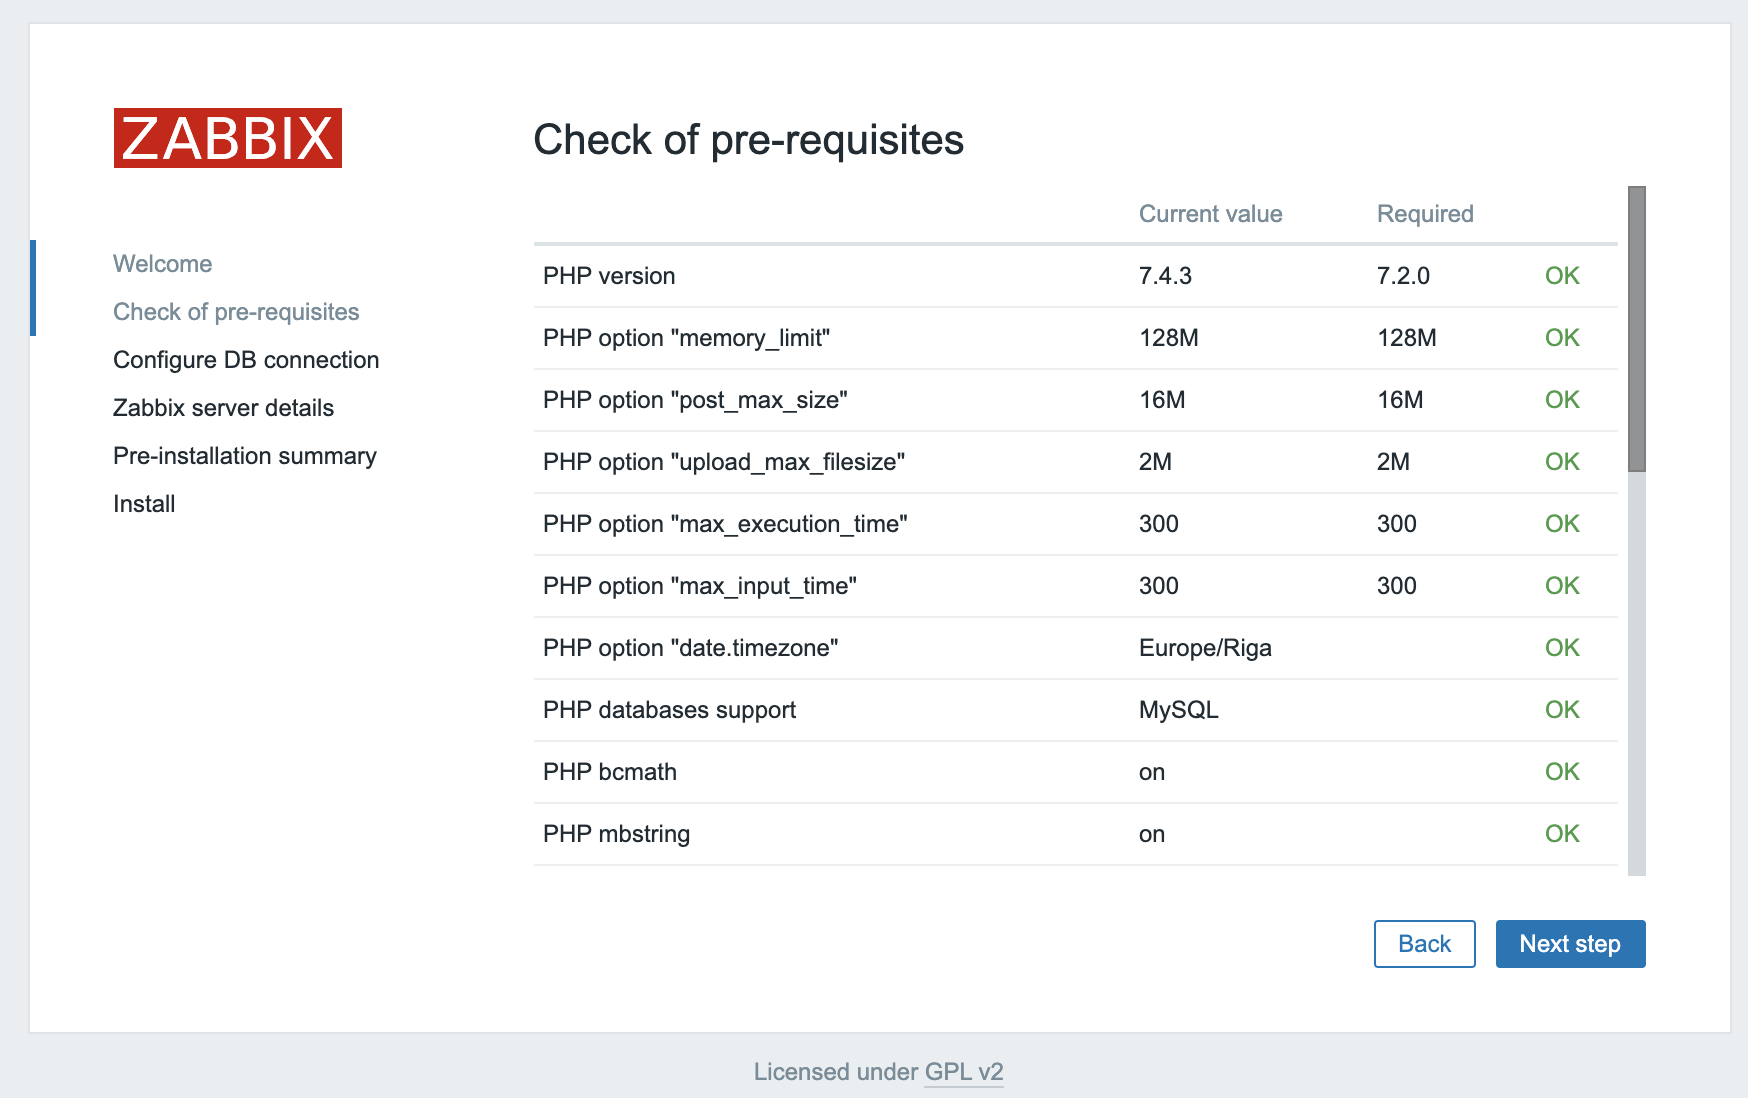 ZABBIX
Welcome
Check of pre-requisites
Configure DB connection
Zabbix server details
Pre-installation summary
Install
Check of pre-requisites
Current value Required
PHP version 7.4.3 7.2.0 OK
PHP option "memory_limit" 128M 128M OK
PHP option "post_max_size" 16M 16M OK
PHP option "upload_max_filesize" 2M 2M OK
PHP option "max_execution_time" 300 300 OK
PHP option "max_input_time" 300 300 OK
PHP option "date.timezone" Europe/Riga OK
PHP databases support MySQL OK
PHP bcmath on OK
PHP mbstring on OK
Back Next step
Licensed under GPL v2